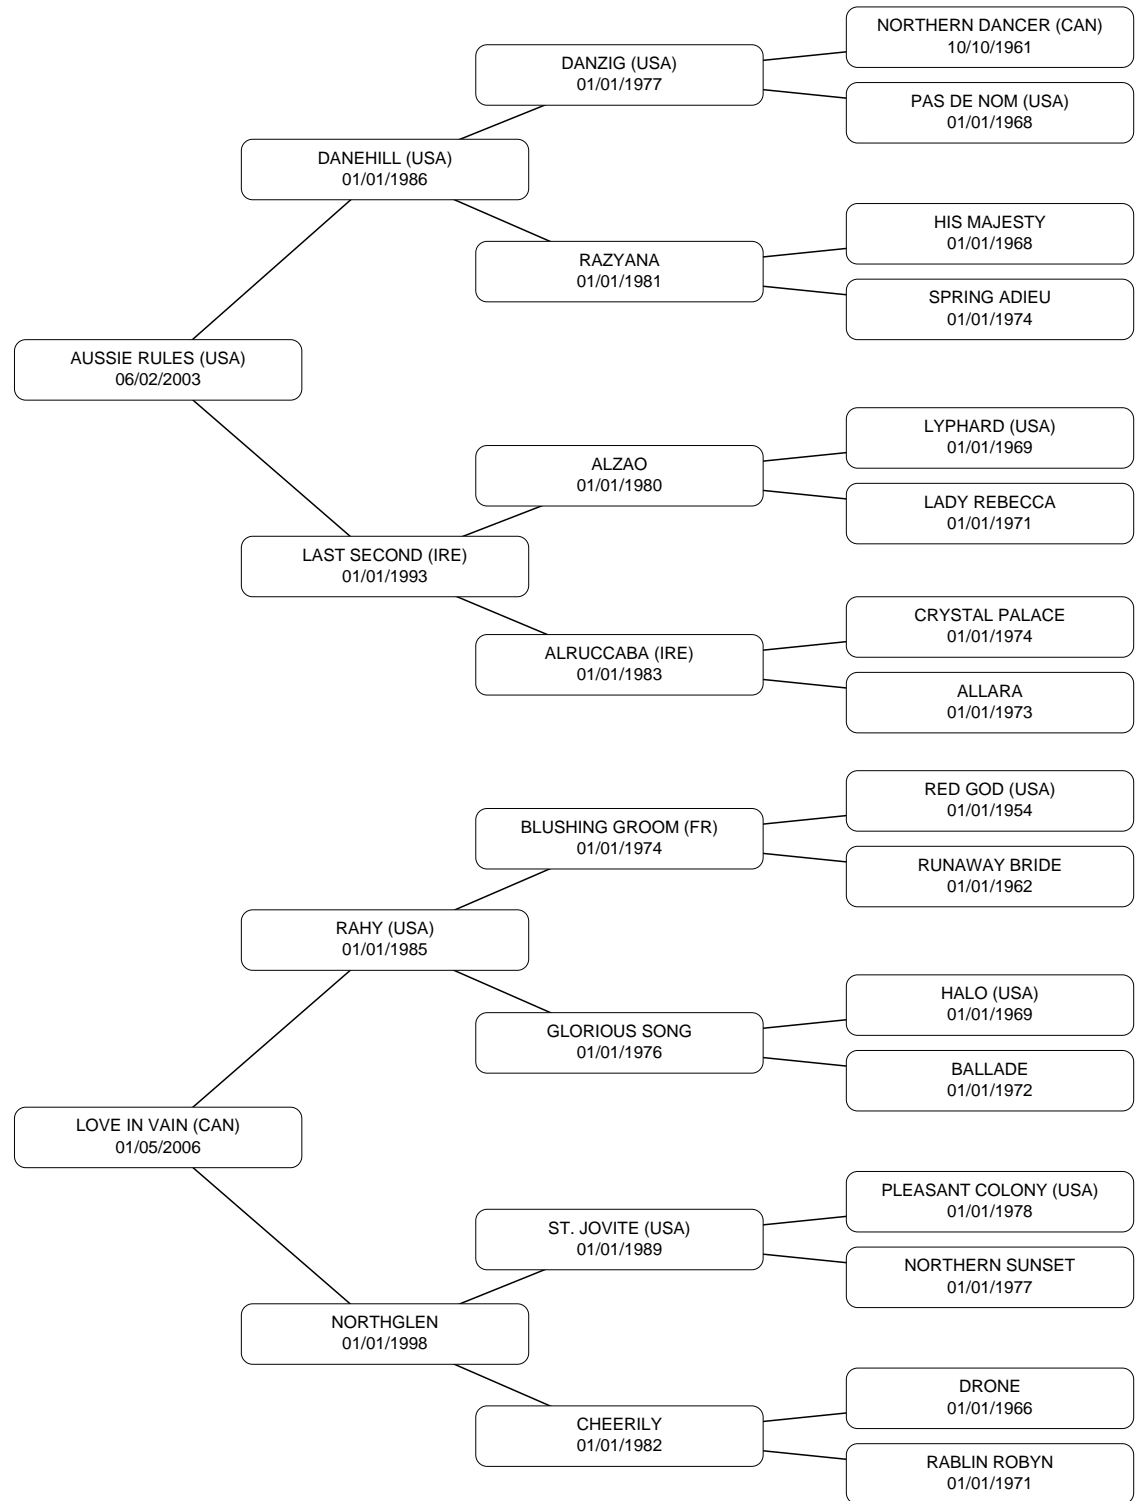 NORTHERN DANCER (CAN)
10/10/1961
DANZIG (USA)
01/01/1977
PAS DE NOM (USA)
01/01/1968
DANEHILL (USA)
01/01/1986
HIS MAJESTY
01/01/1968
RAZYANA
01/01/1981
SPRING ADIEU
01/01/1974
AUSSIE RULES (USA)
06/02/2003
LYPHARD (USA)
01/01/1969
ALZAO
01/01/1980
LADY REBECCA
01/01/1971
LAST SECOND (IRE)
01/01/1993
CRYSTAL PALACE
01/01/1974
ALRUCCABA (IRE)
01/01/1983
ALLARA
01/01/1973
RED GOD (USA)
01/01/1954
BLUSHING GROOM (FR)
01/01/1974
RUNAWAY BRIDE
01/01/1962
RAHY (USA)
01/01/1985
HALO (USA)
01/01/1969
GLORIOUS SONG
01/01/1976
BALLADE
01/01/1972
LOVE IN VAIN (CAN)
01/05/2006
PLEASANT COLONY (USA)
01/01/1978
ST. JOVITE (USA)
01/01/1989
NORTHERN SUNSET
01/01/1977
NORTHGLEN
01/01/1998
DRONE
01/01/1966
CHEERILY
01/01/1982
RABLIN ROBYN
01/01/1971